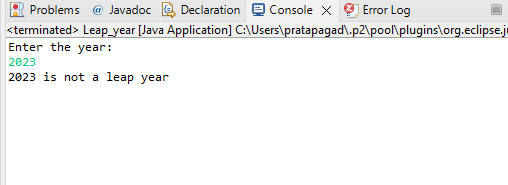 Problems @ Javadoc Declaration Console Error Log
<terminated> Leap_year [Java Application] C:\Users\pratapagad\.p2\pool\plugins\org.eclipse.ju
Enter the year:
2023
2023 is not a leap year